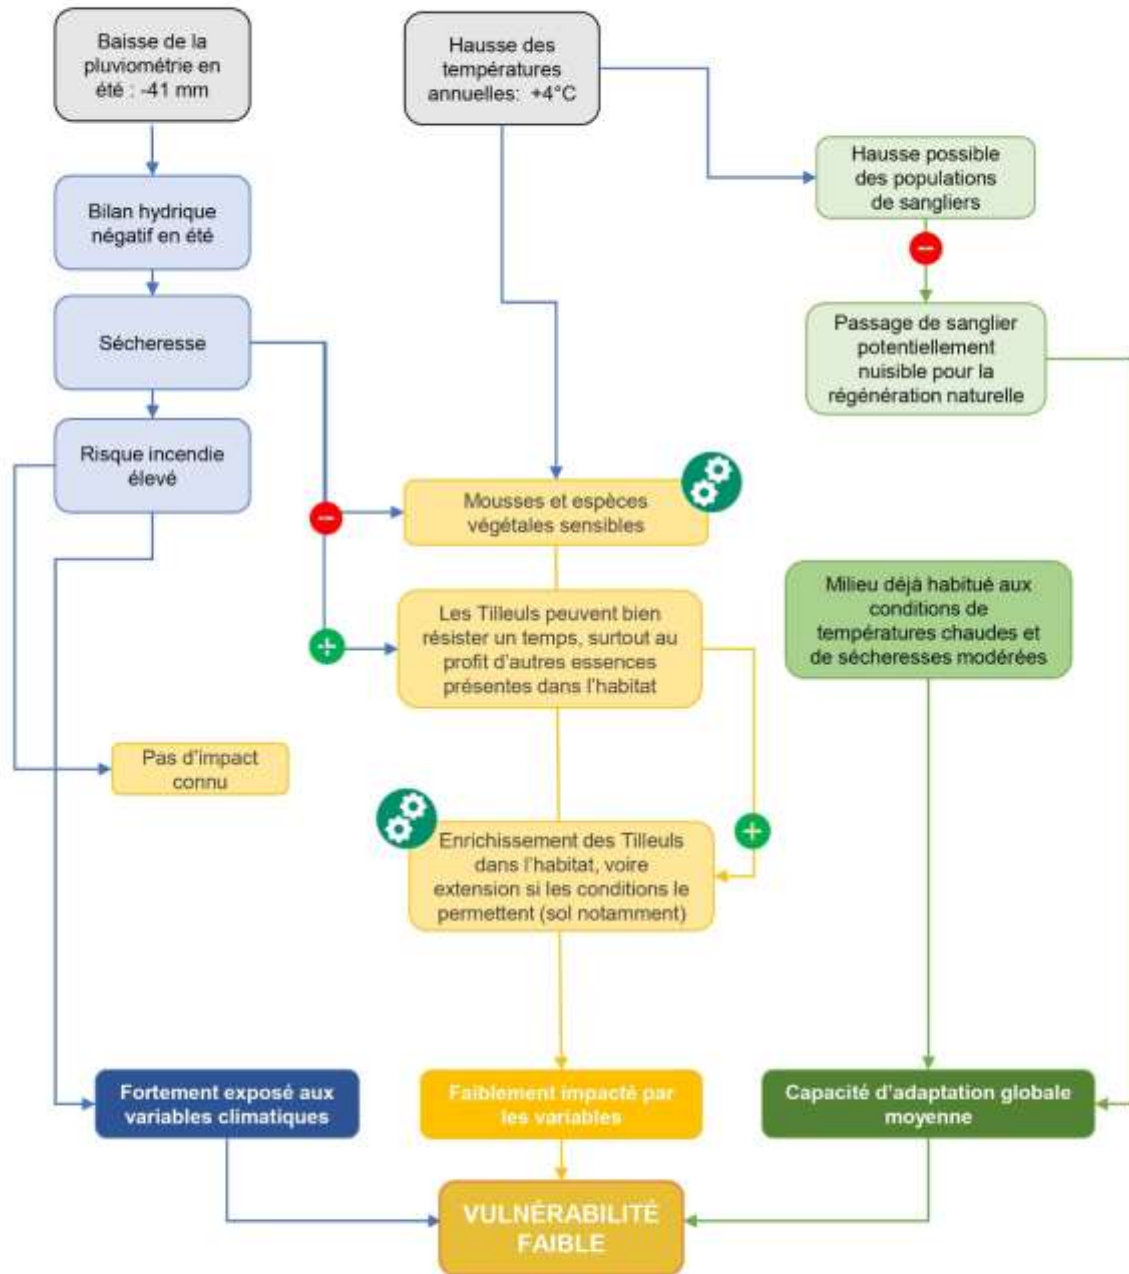 Baisse de la
pluviométrie en
été : -41 mm
Hausse des
températures
annuelles: +4°C
Hausse possible
des populations
de sangliers
Bilan hydrique
négatif en été
Sécheresse
Passage de sanglier
potentiellement
nuisible pour la
régénération naturelle
Risque incendie
élevé
Mousses et espèces
végétales sensibles
Les Tilleuls peuvent bien
résister un temps, surtout au
profit d'autres essences
présentes dans l'habitat
Milieu déjà habitué aux
conditions de
températures chaudes et
de sécheresses modérées
Pas d'impact
connu
Enrichissement des Tilleuls
dans l'habitat, voire
extension si les conditions le
permettent (sol notamment)
Fortement exposé aux
variables climatiques
Faiblement impacté par
les variables
Capacité d'adaptation globale
moyenne
VULNÉRABILITÉ
FAIBLE